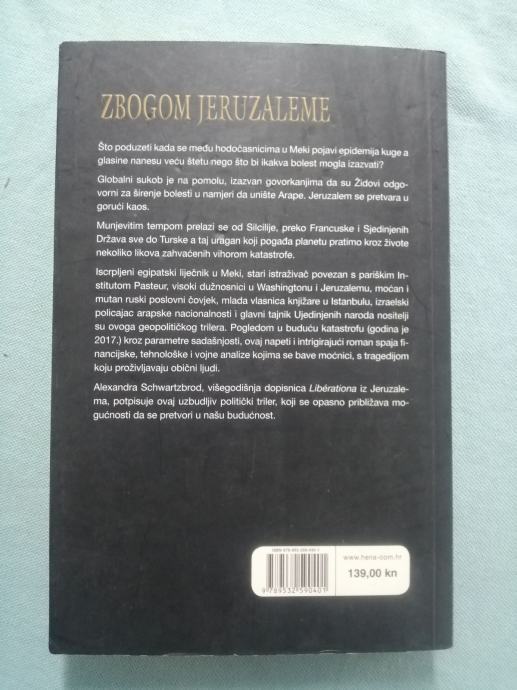 ZBOGOM JERUZALEME
Što poduzeti kada se među hodočasnicima u Meki pojavi epidemija kuge a
glasine nanesu veću štetu nego što bi ikakva bolest mogla izazvati?
Globalni sukob je na pomolu, izazvan govorkanjima da su Židovi odgo-
vorni za širenje bolesti u namjeri da unište Arape. Jeruzalem se pretvara u
gorući kaos.
Munjevitim tempom prelazi se od Silcilije, preko Francuske i Sjedinjenih
Država sve do Turske a taj uragan koji pogađa planetu pratimo kroz živote
nekoliko likova zahvaćenih vihorom katastrofe.
Iscrpljeni egipatski liječnik u Meki, stari istraživač povezan s pariškim In-
stitutom Pasteur, visoki dužnosnici u Washingtonu i Jeruzalemu, moćan i
mutan ruski poslovni čovjek, mlada vlasnica knjižare u Istanbulu, izraelski
policajac arapske nacionalnosti i glavni tajnik Ujedinjenih naroda nositelji
su ovoga geopolitičkog trilera. Pogledom u buduću katastrofu (godina je
2017.) kroz parametre sadašnjosti, ovaj napeti i intrigirajući roman spaja fi-
nancijske, tehnološke i vojne analize kojima se bave moćnici, s tragedijom
koju proživljavaju obični ljudi.
Alexandra Schwartzbrod, višegodišnja dopisnica Libérationa iz Jeruzale-
ma, potpisuje ovaj uzbudljiv politički triler, koji se opasno približava mo-
gućnosti da se pretvori u našu budućnost.
www.hena-com.hr
139,00 kn
9789532590401